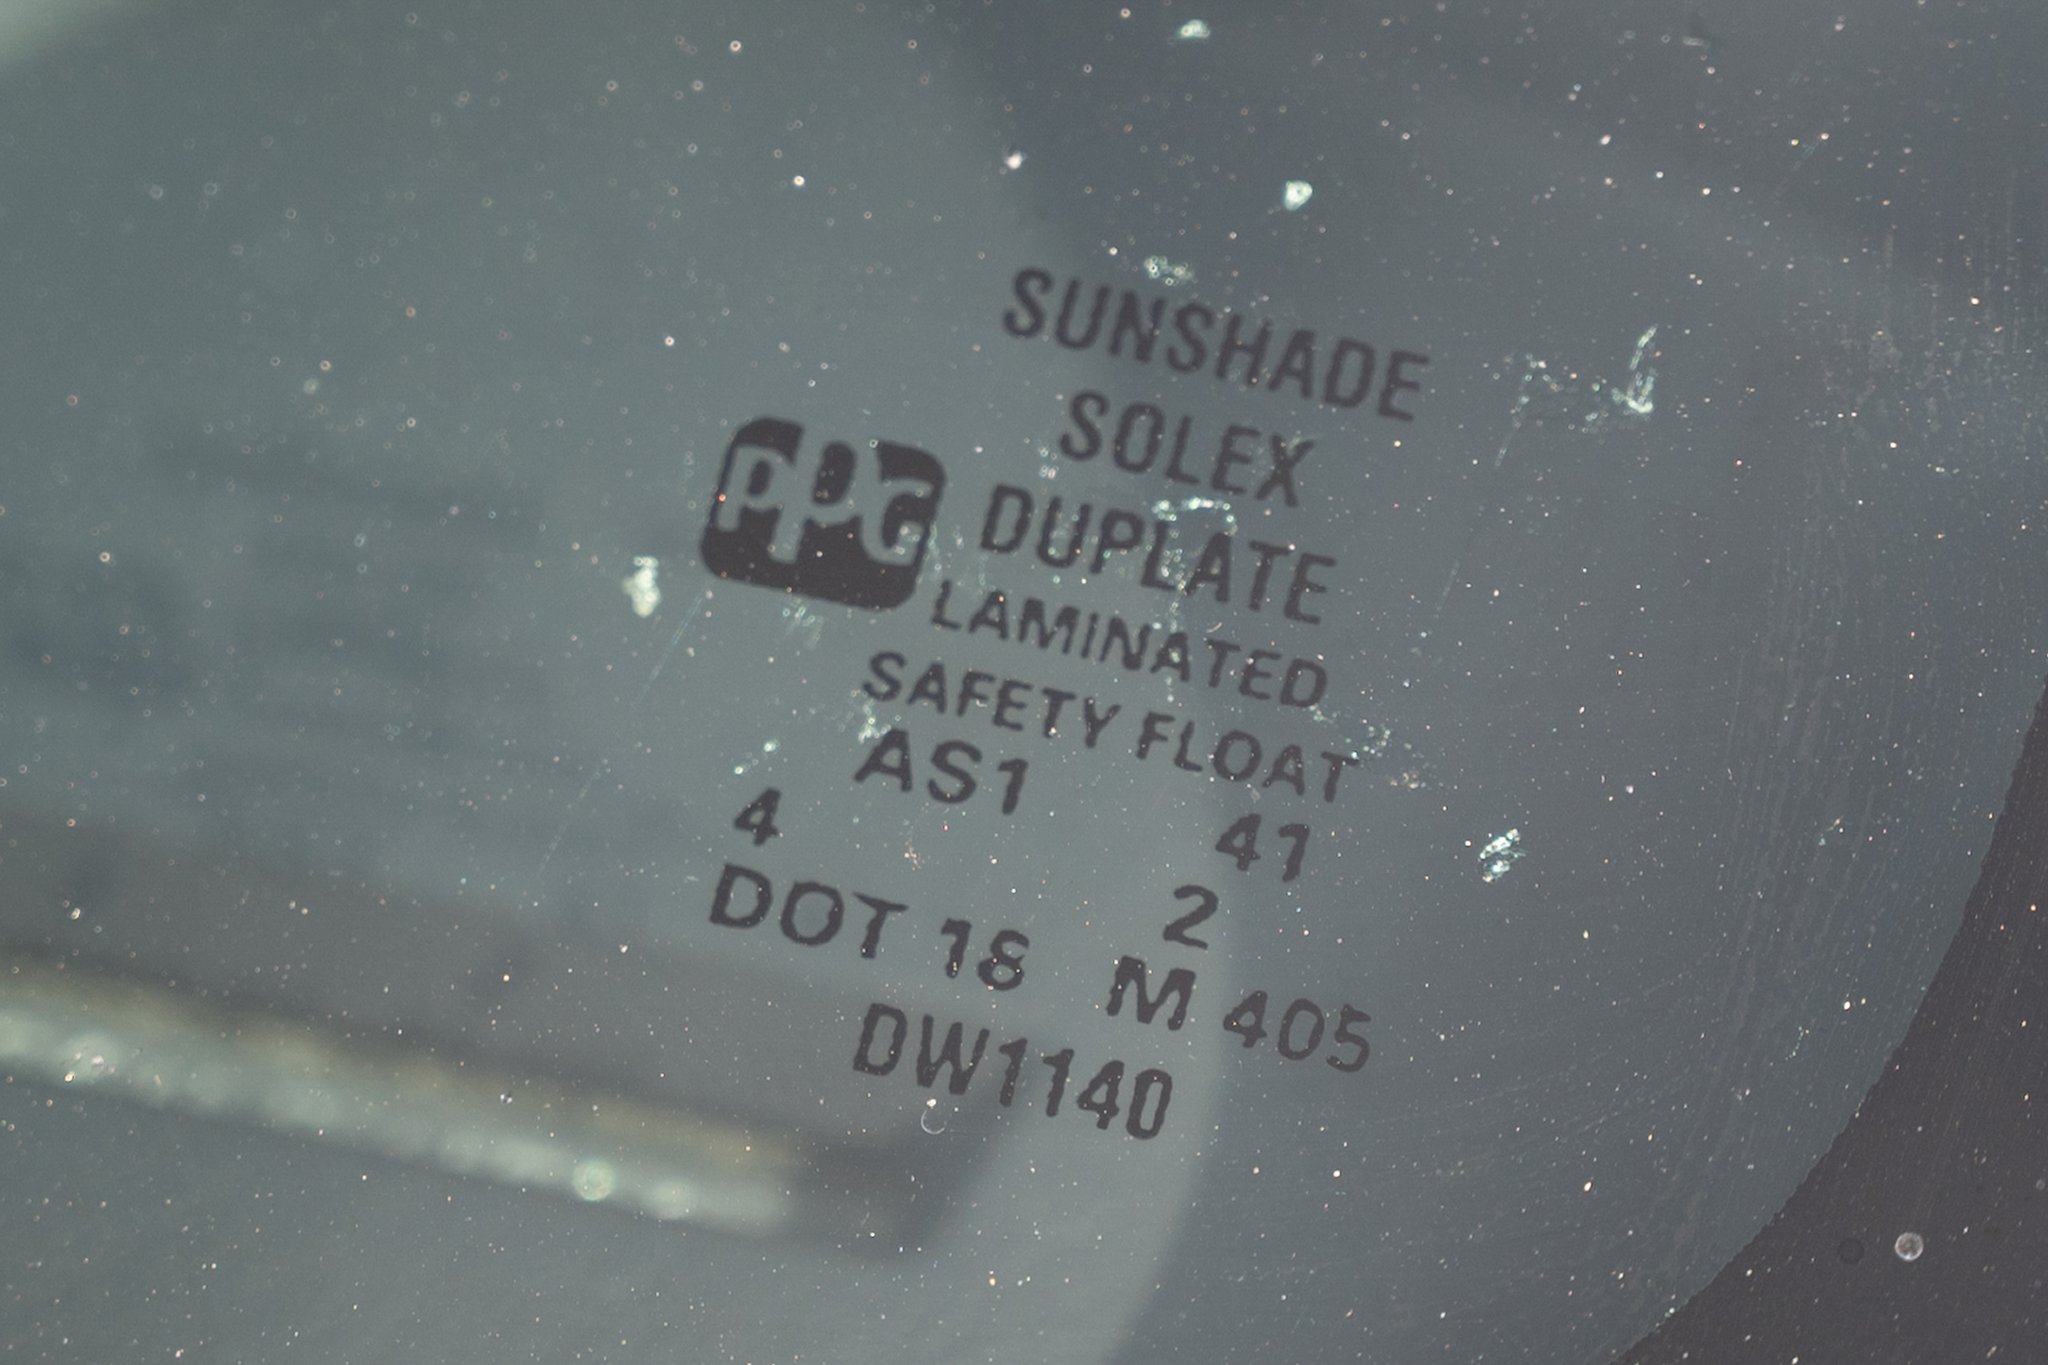 SUNSHADE
SOLEX
PPG DUPLATE
LAMINATED
SAFETY FLOAT
AS1
4 41
2
DOT 18 M 405
DW1140